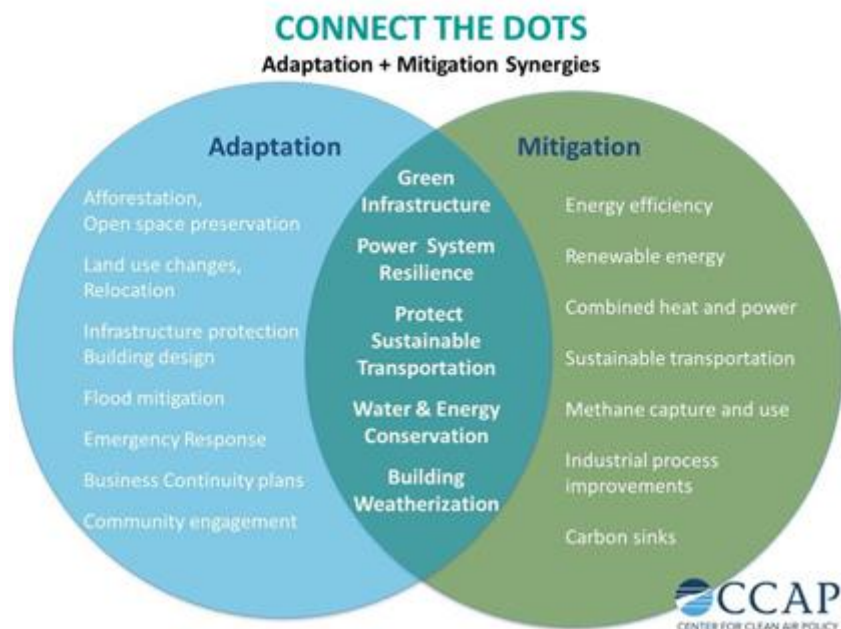 CONNECT THE DOTS
Adaptation + Mitigation Synergies
Adaptation
Afforestation,
Open space preservation
Land use changes,
Relocation
Infrastructure protection
Building design
Flood mitigation
Emergency Response
Business Continuity plans
Community engagement
Green
Infrastructure
Power System
Resilience
Protect
Sustainable
Transportation
Water & Energy
Conservation
Building
Weatherization
Mitigation
Energy efficiency
Renewable energy
Combined heat and power
Sustainable transportation
Methane capture and use
Industrial process
improvements
Carbon sinks
CCAP
CENTER FOR CLEAN AIR POLICY